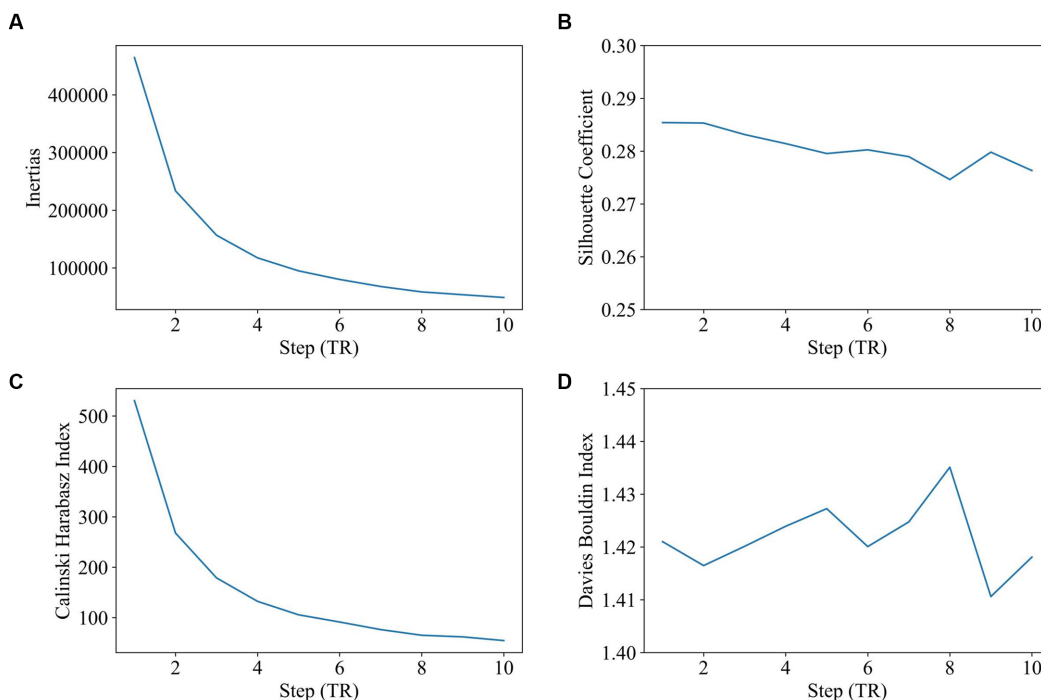 A
Inertias
400000
300000
200000
100000
2 4 6 8 10
Step (TR)
B
Silhouette Coefficient
0.30
0.29
0.28
0.27
0.26
0.25
2 4 6 8 10
Step (TR)
C
Calinski Harabasz Index
500
400
300
200
100
2 4 6 8 10
Step (TR)
D
Davies Bouldin Index
1.45
1.44
1.43
1.42
1.41
1.40
2 4 6 8 10
Step (TR)